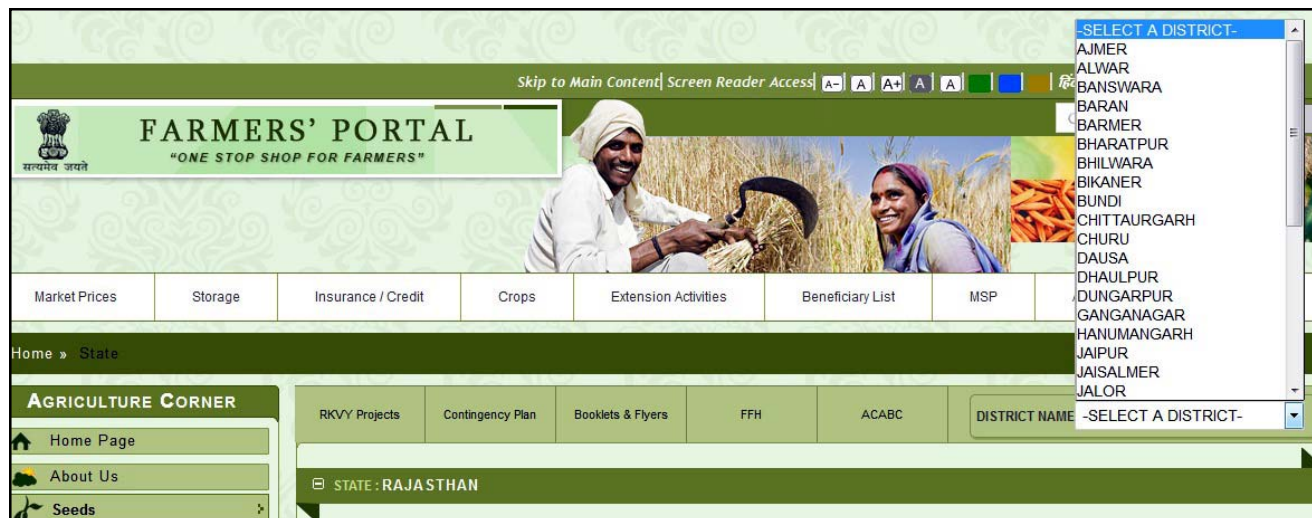 -SELECT A DISTRICT-
AJMER
ALWAR
BANSWARA
BARAN
BARMER
BHARATPUR
BHILWARA
BIKANER
BUNDI
CHITTAURGARH
CHURU
DAUSA
DHAULPUR
DUNGARPUR
GANGANAGAR
HANUMANGARH
JAIPUR
JAISALMER
JALOR
Skip to Main Content| Screen Reader Access| A-| A| A+| A| A|
FARMERS' PORTAL
"ONE STOP SHOP FOR FARMERS"
सत्यमेव जयते
Market Prices Storage Insurance / Credit Crops Extension Activities Beneficiary List MSP
Home » State
AGRICULTURE CORNER
Home Page
About Us
Seeds
RKVY Projects Contingency Plan Booklets & Flyers FFH ACABC DISTRICT NAME -SELECT A DISTRICT-
STATE : RAJASTHAN